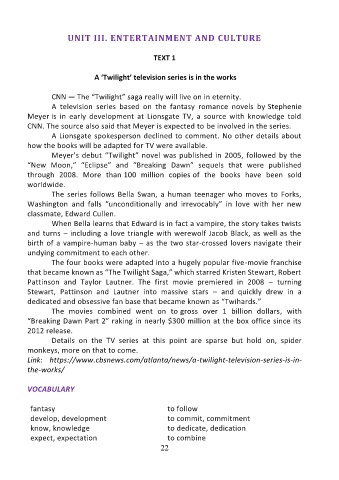 UNIT III. ENTERTAINMENT AND CULTURE
TEXT 1
A ‘Twilight’ television series is in the works
CNN — The “Twilight” saga really will live on in eternity.
A television series based on the fantasy romance novels by Stephenie
Meyer is in early development at Lionsgate TV, a source with knowledge told
CNN. The source also said that Meyer is expected to be involved in the series.
A Lionsgate spokesperson declined to comment. No other details about
how the books will be adapted for TV were available.
Meyer’s debut “Twilight” novel was published in 2005, followed by the
“New Moon,” “Eclipse” and “Breaking Dawn” sequels that were published
through 2008. More than 100 million copies of the books have been sold
worldwide.
The series follows Bella Swan, a human teenager who moves to Forks,
Washington and falls “unconditionally and irrevocably” in love with her new
classmate, Edward Cullen.
When Bella learns that Edward is in fact a vampire, the story takes twists
and turns – including a love triangle with werewolf Jacob Black, as well as the
birth of a vampire-human baby – as the two star-crossed lovers navigate their
undying commitment to each other.
The four books were adapted into a hugely popular five-movie franchise
that became known as “The Twilight Saga,” which starred Kristen Stewart, Robert
Pattinson and Taylor Lautner. The first movie premiered in 2008 – turning
Stewart, Pattinson and Lautner into massive stars – and quickly drew in a
dedicated and obsessive fan base that became known as “Twihards.”
The movies combined went on to gross over 1 billion dollars, with
“Breaking Dawn Part 2” raking in nearly $300 million at the box office since its
2012 release.
Details on the TV series at this point are sparse but hold on, spider
monkeys, more on that to come.
Link: https://www.cbsnews.com/atlanta/news/a-twilight-television-series-is-in-
the-works/
VOCABULARY
fantasy to follow
develop, development to commit, commitment
know, knowledge to dedicate, dedication
expect, expectation to combine
22